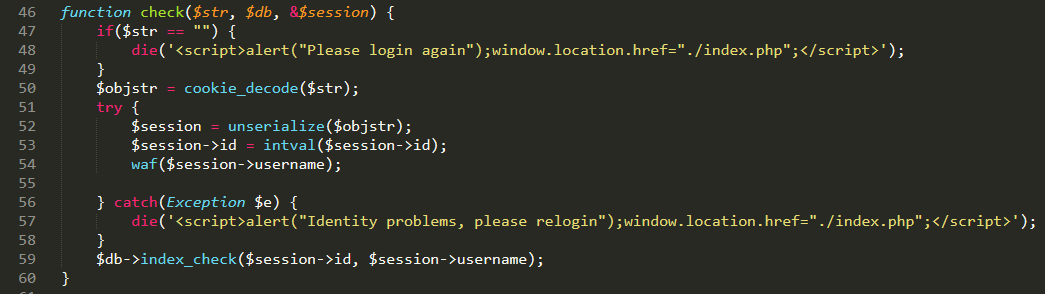 46 function check($str, $db, &$session) {
47 if($str == "") {
48 die('<script>alert("Please login again");window.location.href="./index.php";</script>');
49 }
50 $objstr = cookie_decode($str);
51 try {
52 $session = unserialize($objstr);
53 $session->id = intval($session->id);
54 waf($session->username);
55
56 } catch(Exception $e) {
57 die('<script>alert("Identity problems, please relogin");window.location.href="./index.php";</script>');
58 }
59 $db->index_check($session->id, $session->username);
60 }